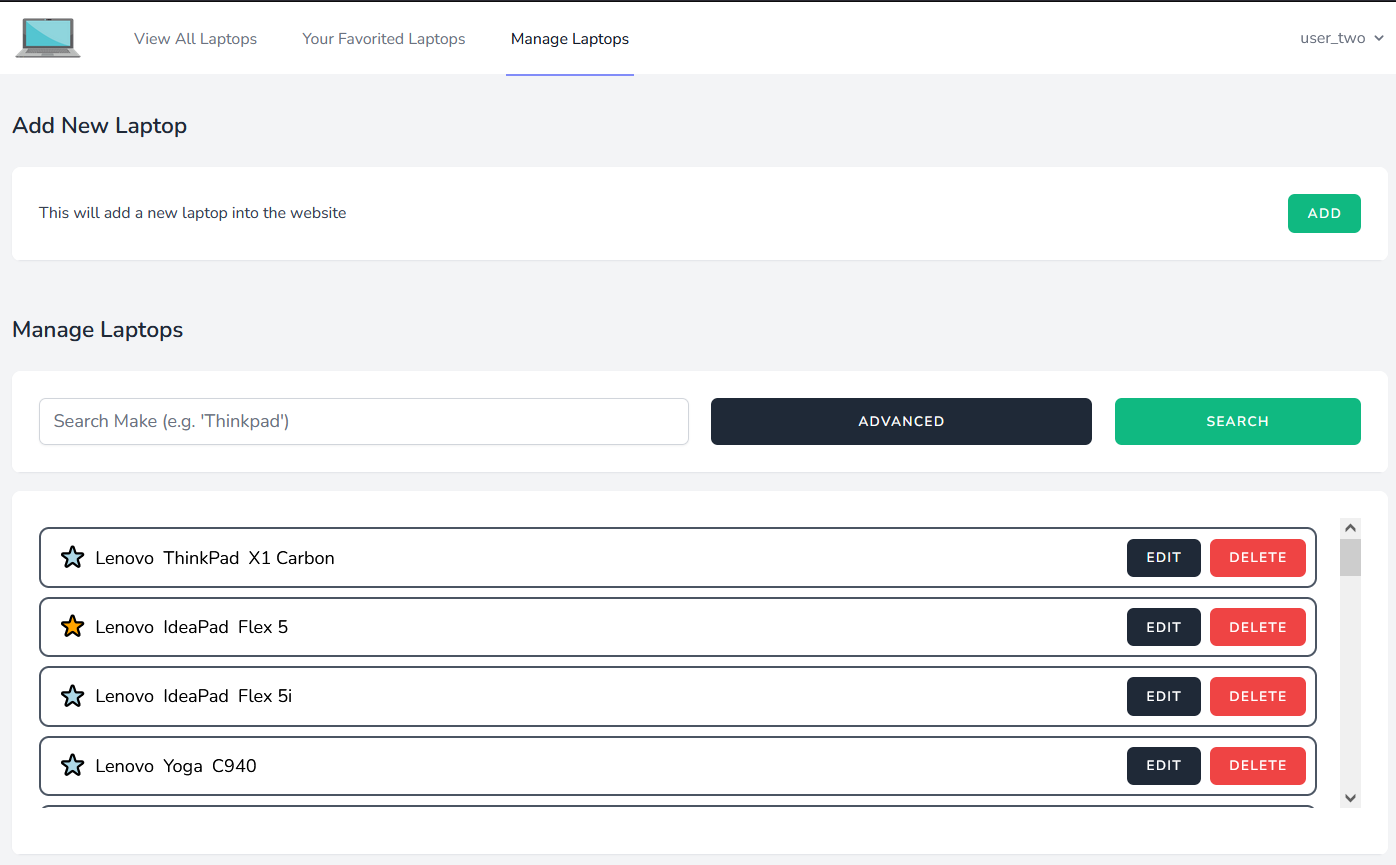 View All Laptops Your Favorited Laptops Manage Laptops user_two
Add New Laptop
This will add a new laptop into the website ADD
Manage Laptops
Search Make (e.g. 'Thinkpad') ADVANCED SEARCH
Lenovo ThinkPad X1 Carbon EDIT DELETE
Lenovo IdeaPad Flex 5 EDIT DELETE
Lenovo IdeaPad Flex 5i EDIT DELETE
Lenovo Yoga C940 EDIT DELETE